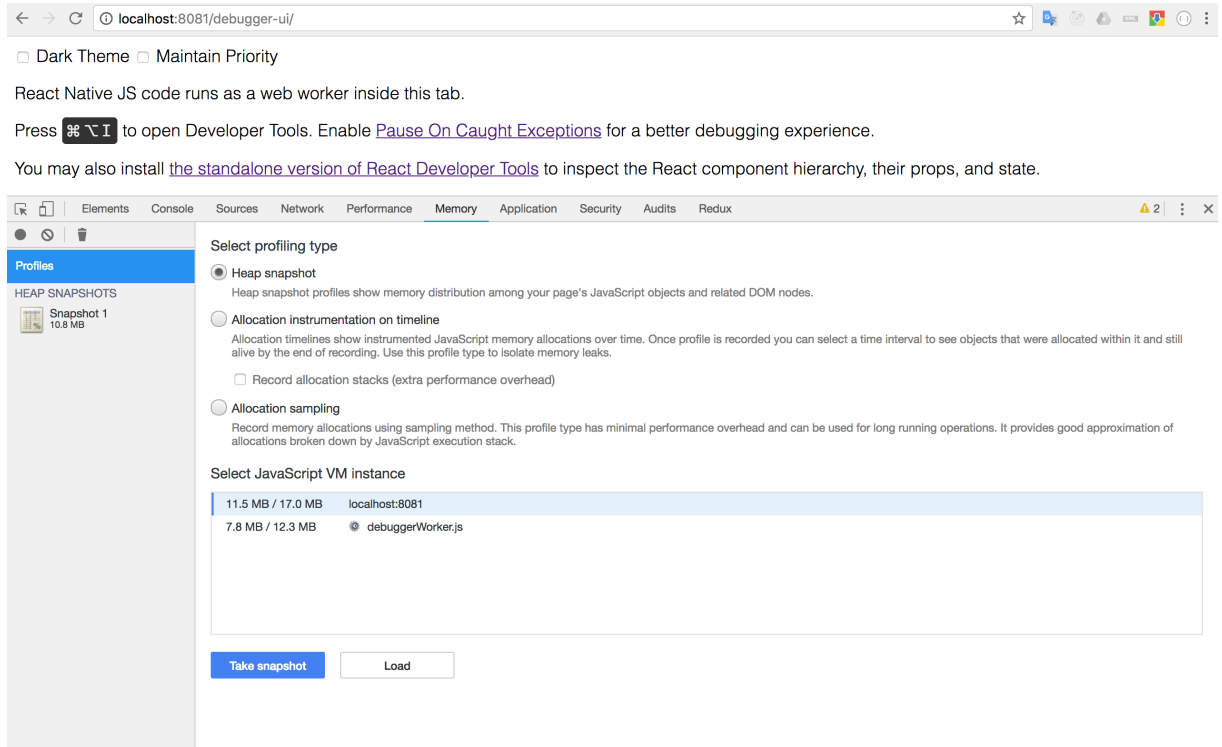 localhost:8081/debugger-ui/
Dark Theme Maintain Priority
React Native JS code runs as a web worker inside this tab.
Press ⌘⌥I to open Developer Tools. Enable Pause On Caught Exceptions for a better debugging experience.
You may also install the standalone version of React Developer Tools to inspect the React component hierarchy, their props, and state.
Elements Console Sources Network Performance Memory Application Security Audits Redux 2
Profiles
HEAP SNAPSHOTS
Snapshot 1
10.8 MB
Select profiling type
Heap snapshot
Heap snapshot profiles show memory distribution among your page's JavaScript objects and related DOM nodes.
Allocation instrumentation on timeline
Allocation timelines show instrumented JavaScript memory allocations over time. Once profile is recorded you can select a time interval to see objects that were allocated within it and still
alive by the end of recording. Use this profile type to isolate memory leaks.
Record allocation stacks (extra performance overhead)
Allocation sampling
Record memory allocations using sampling method. This profile type has minimal performance overhead and can be used for long running operations. It provides good approximation of
allocations broken down by JavaScript execution stack.
Select JavaScript VM instance
11.5 MB / 17.0 MB localhost:8081
7.8 MB / 12.3 MB debuggerWorker.js
Take snapshot Load